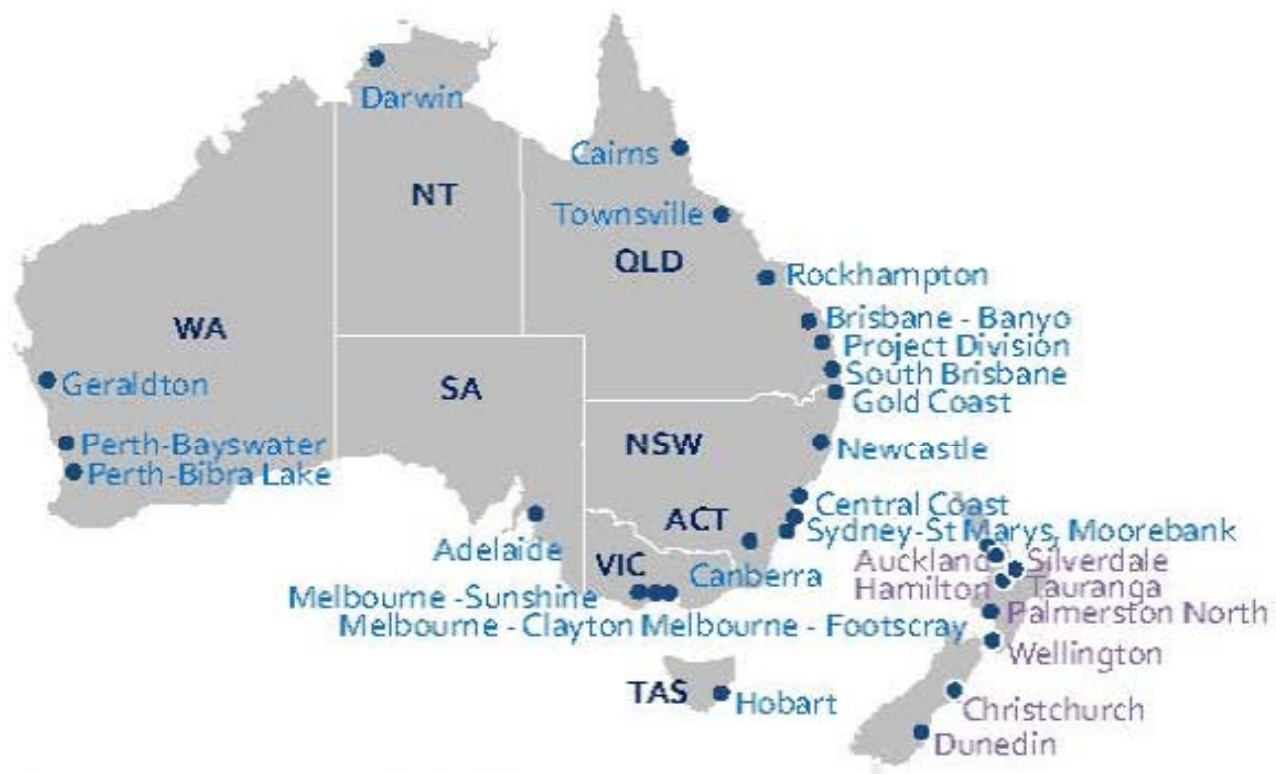 Darwin
Cairns
NT
Townsville
QLD
Rockhampton
WA
Brisbane - Banyo
Project Division
South Brisbane
Gold Coast
Geraldton
SA
Perth-Bayswater
NSW
Newcastle
Perth-Bibra Lake
Central Coast
ACT
Sydney-St Marys, Moorebank
Adelaide
VIC
Canberra
Auckland
Silverdale
Hamilton
Tauranga
Melbourne -Sunshine
Melbourne - Clayton Melbourne - Footscray
Palmerston North
Wellington
TAS
Hobart
Christchurch
Dunedin